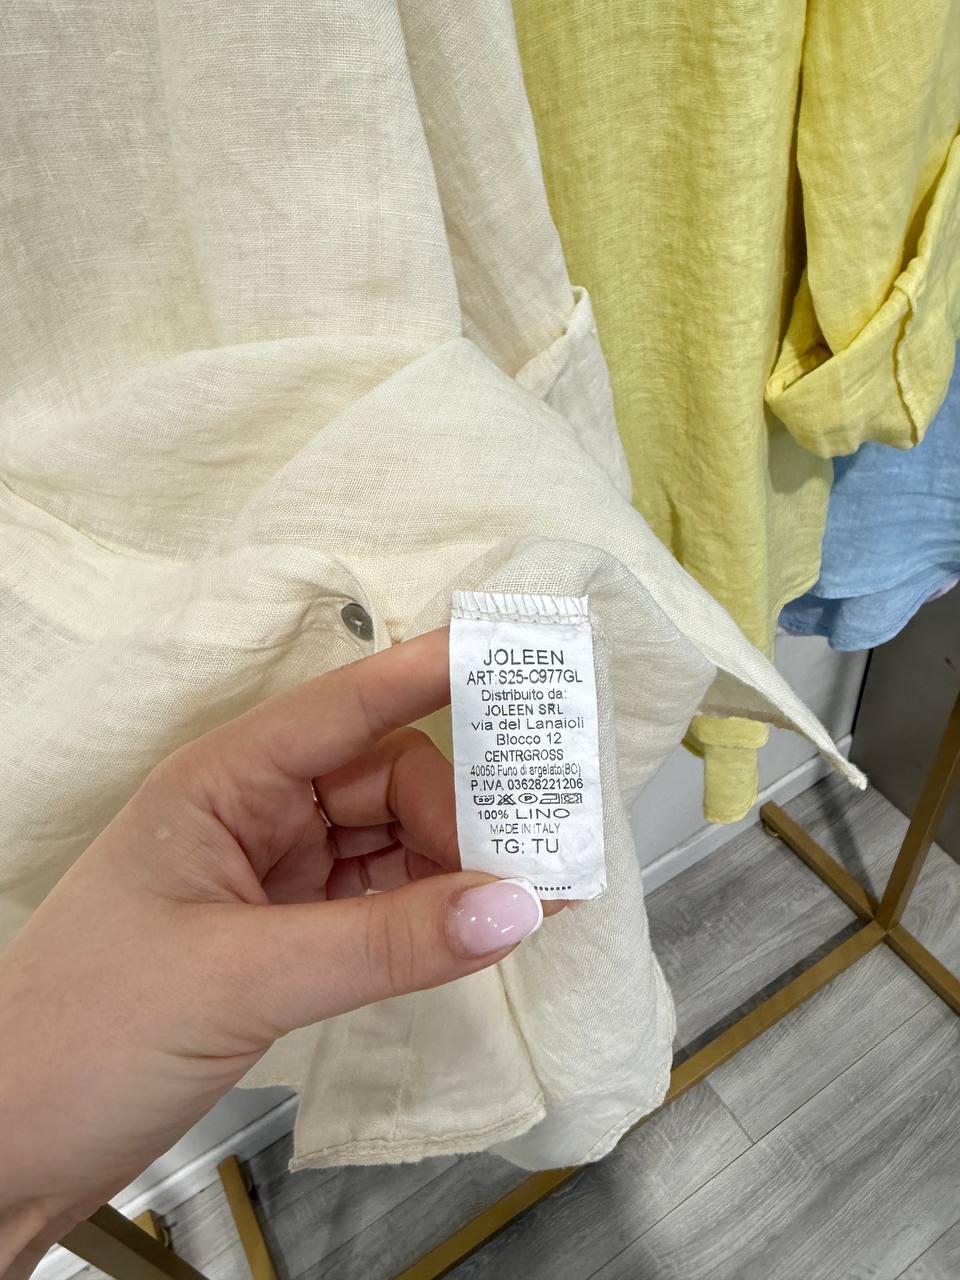 JOLEEN
ART:S25-C977GL
Distribuito da:
JOLEEN SRL
via del Lanaioli
Blocco 12
CENTRGROSS
40050 Funo di argelato(BO)
P.IVA 03628221206
30° P
100% LINO
MADE IN ITALY
TG: TU